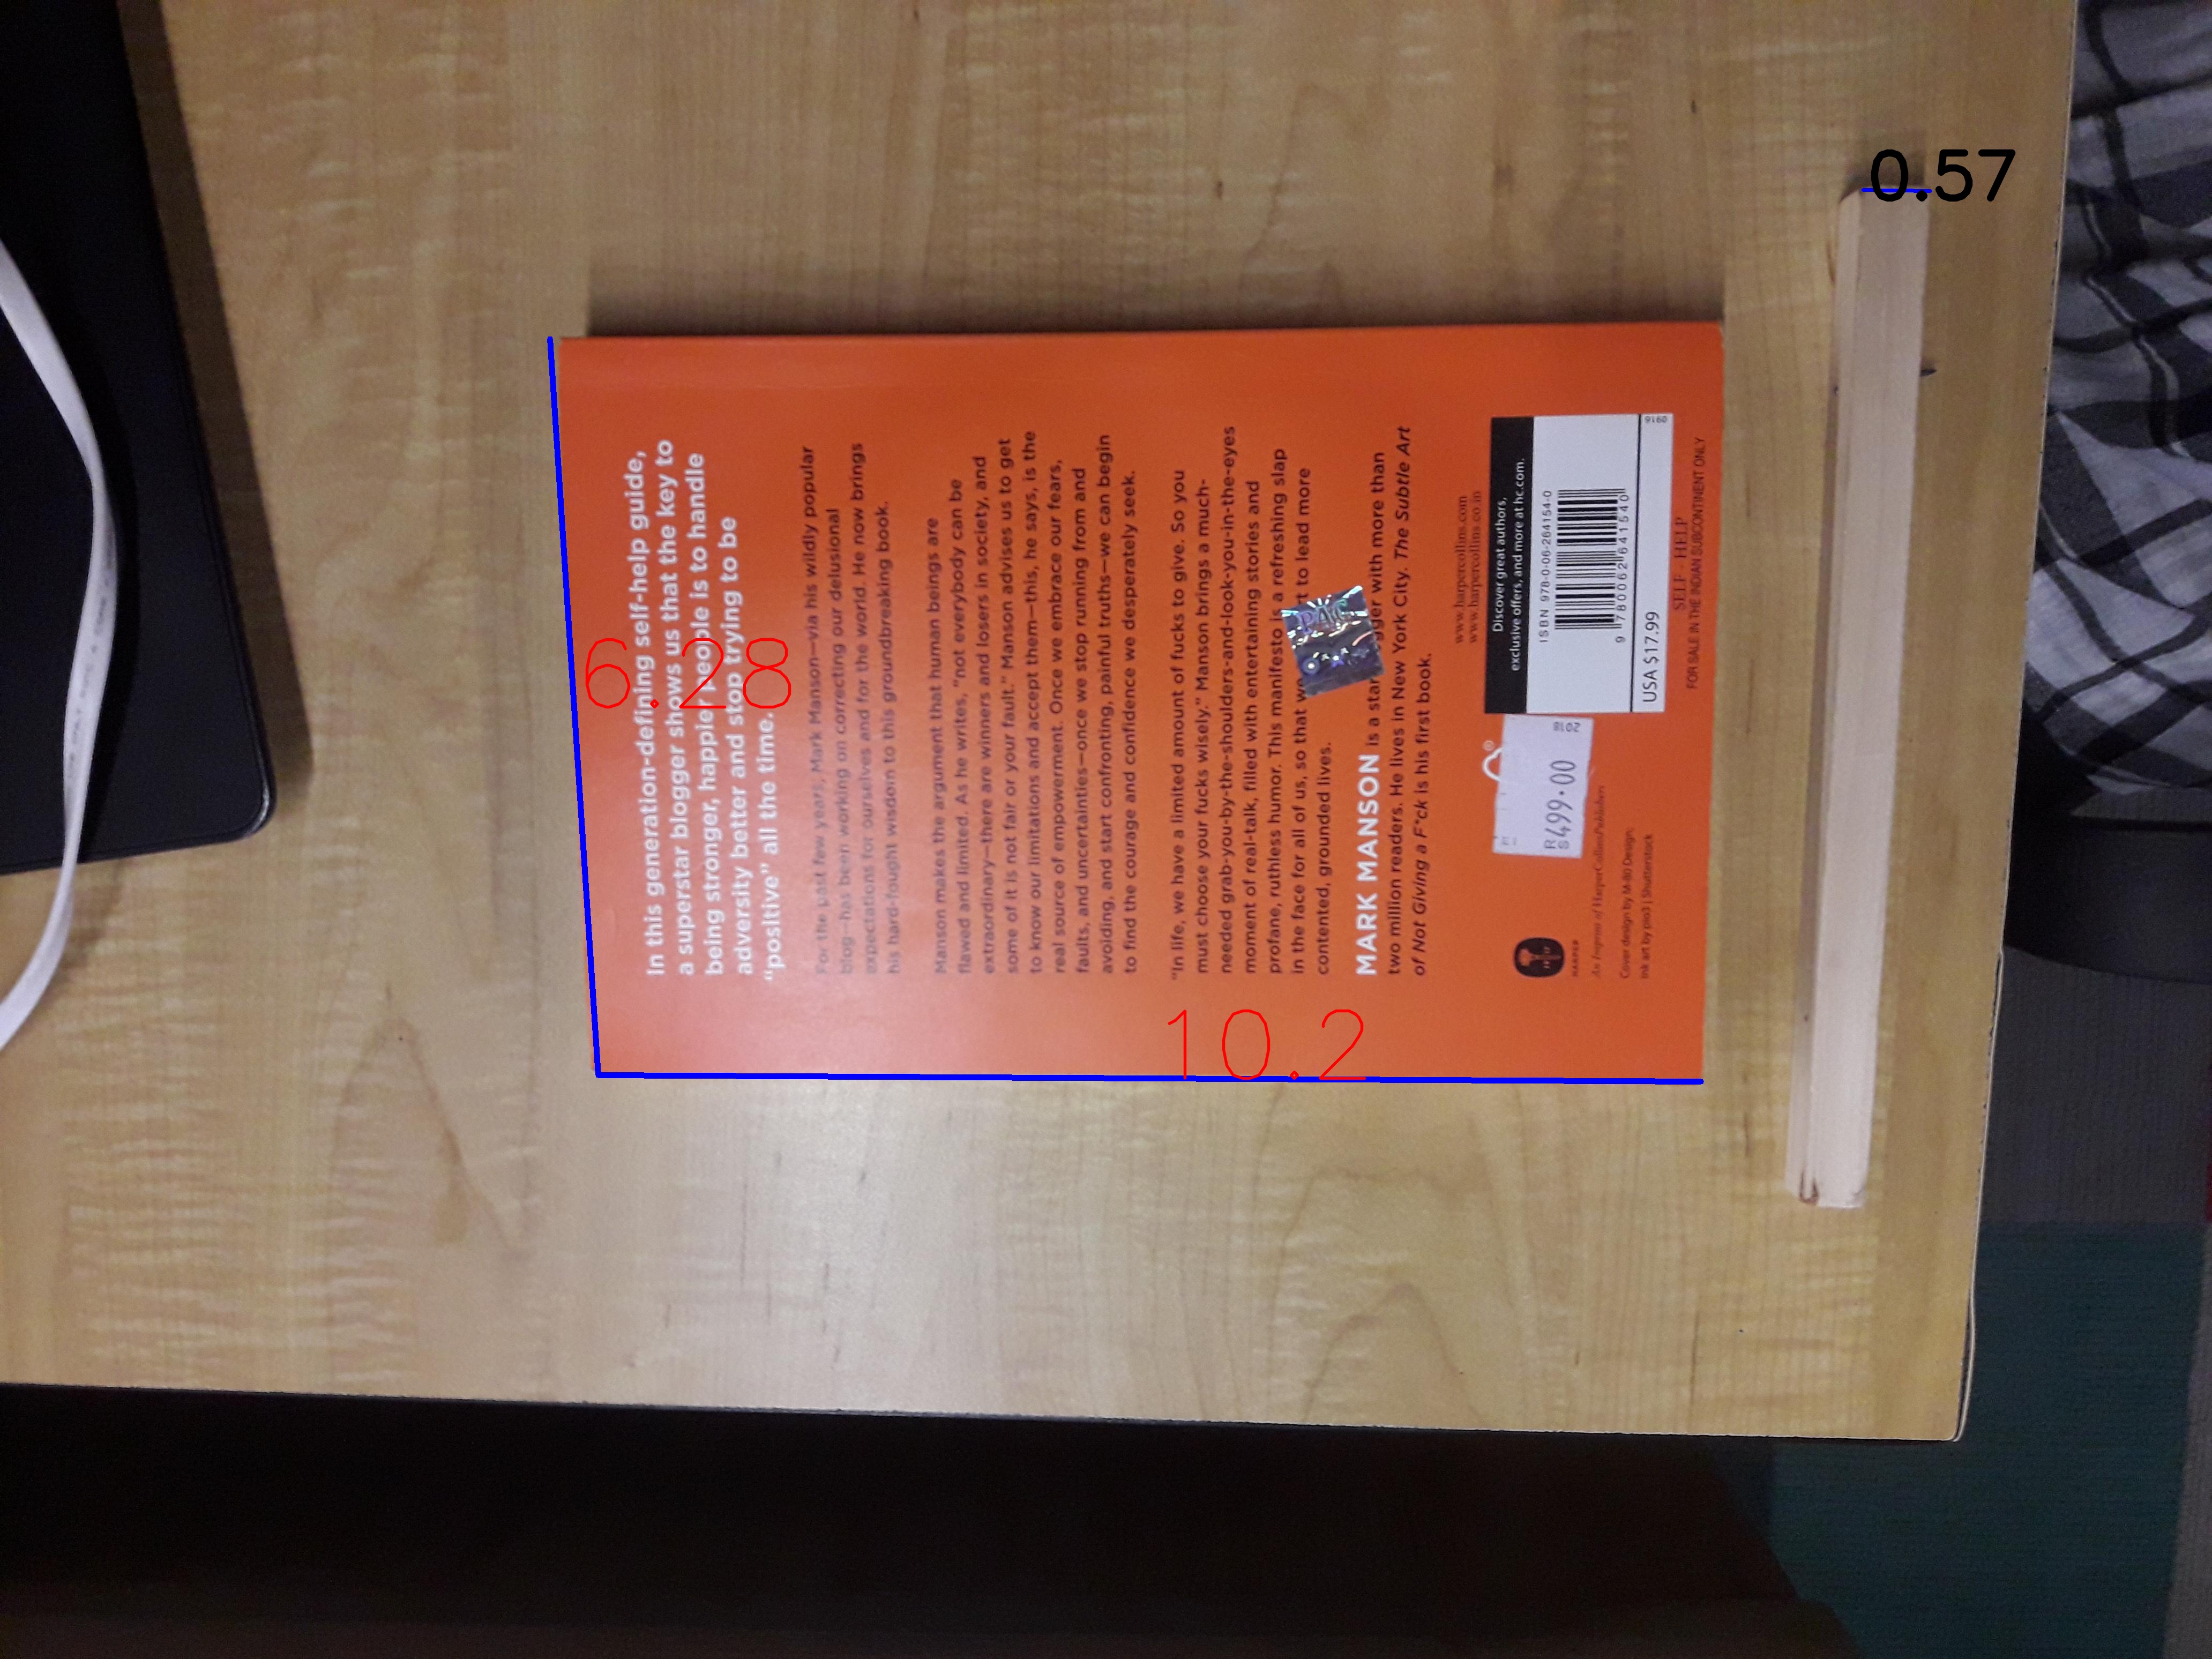 In this generation-defining self-help guide,
a superstar blogger shows us that the key to
being stronger, happier people is to handle
adversity better and stop trying to be
“positive” all the time.
For the past few years, Mark Manson—via his wildly popular
blog—has been working on correcting our delusional
expectations for ourselves and for the world. He now brings
his hard-fought wisdom to this groundbreaking book.
Manson makes the argument that human beings are
flawed and limited. As he writes, “not everybody can be
extraordinary—there are winners and losers in society, and
some of it is not fair or your fault.” Manson advises us to get
to know our limitations and accept them—this, he says, is the
real source of empowerment. Once we embrace our fears,
faults, and uncertainties—once we stop running from and
avoiding, and start confronting, painful truths—we can begin
to find the courage and confidence we desperately seek.
“In life, we have a limited amount of fucks to give. So you
must choose your fucks wisely.” Manson brings a much-
needed grab-you-by-the-shoulders-and-look-you-in-the-eyes
moment of real-talk, filled with entertaining stories and
profane, ruthless humor. This manifesto is a refreshing slap
in the face for all of us, so that to lead more
contented, grounded lives.
MARK MANSON is a with more than
two million readers. He lives in New York City. The Subtle Art
of Not Giving a F*ck is his first book.
www.harpercollins.com
www.harpercollins.co.in
Discover great authors,
exclusive offers, and more at hc.com.
ISBN 978-0-06-264154-0
9 780062 641540
0916
USA $17.99
SELF - HELP
FOR SALE IN THE INDIAN SUBCONTINENT ONLY
2018
R 499.00
S
HARPER
An Imprint of HarperCollinsPublishers
Cover design by M-80 Design;
Ink art by pio3 | Shutterstock
PAC
6.28
10.2
0.57